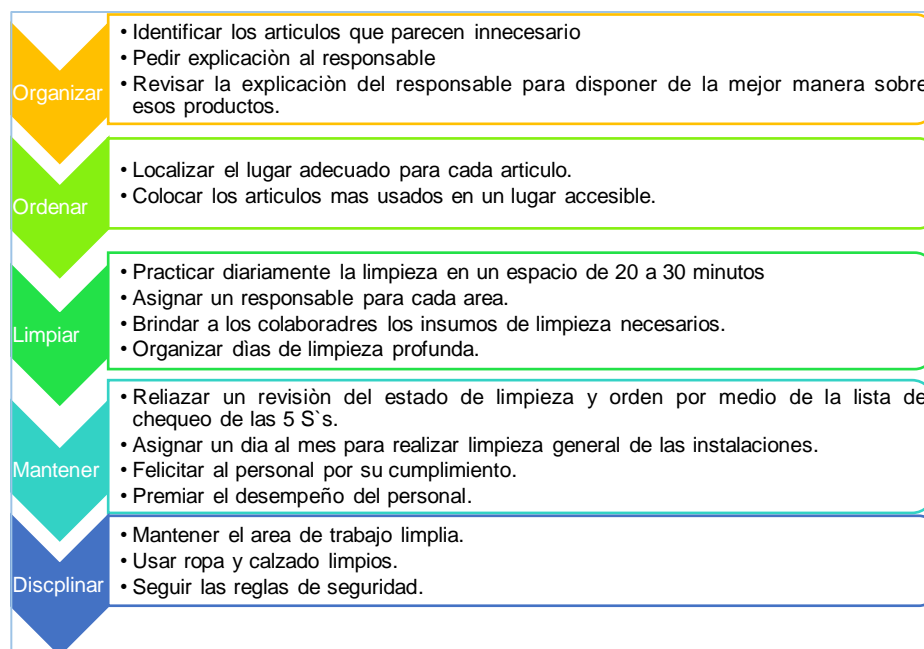 Organizar
• Identificar los articulos que parecen innecesario
• Pedir explicaciòn al responsable
• Revisar la explicaciòn del responsable para disponer de la mejor manera sobre
esos productos.
Ordenar
• Localizar el lugar adecuado para cada articulo.
• Colocar los articulos mas usados en un lugar accesible.
Limpiar
• Practicar diariamente la limpieza en un espacio de 20 a 30 minutos
• Asignar un responsable para cada area.
• Brindar a los colaboradres los insumos de limpieza necesarios.
• Organizar dìas de limpieza profunda.
Mantener
• Reliazar un revisiòn del estado de limpieza y orden por medio de la lista de
chequeo de las 5 S`s.
• Asignar un dia al mes para realizar limpieza general de las instalaciones.
• Felicitar al personal por su cumplimiento.
• Premiar el desempeño del personal.
Discplinar
• Mantener el area de trabajo limplia.
• Usar ropa y calzado limpios.
• Seguir las reglas de seguridad.